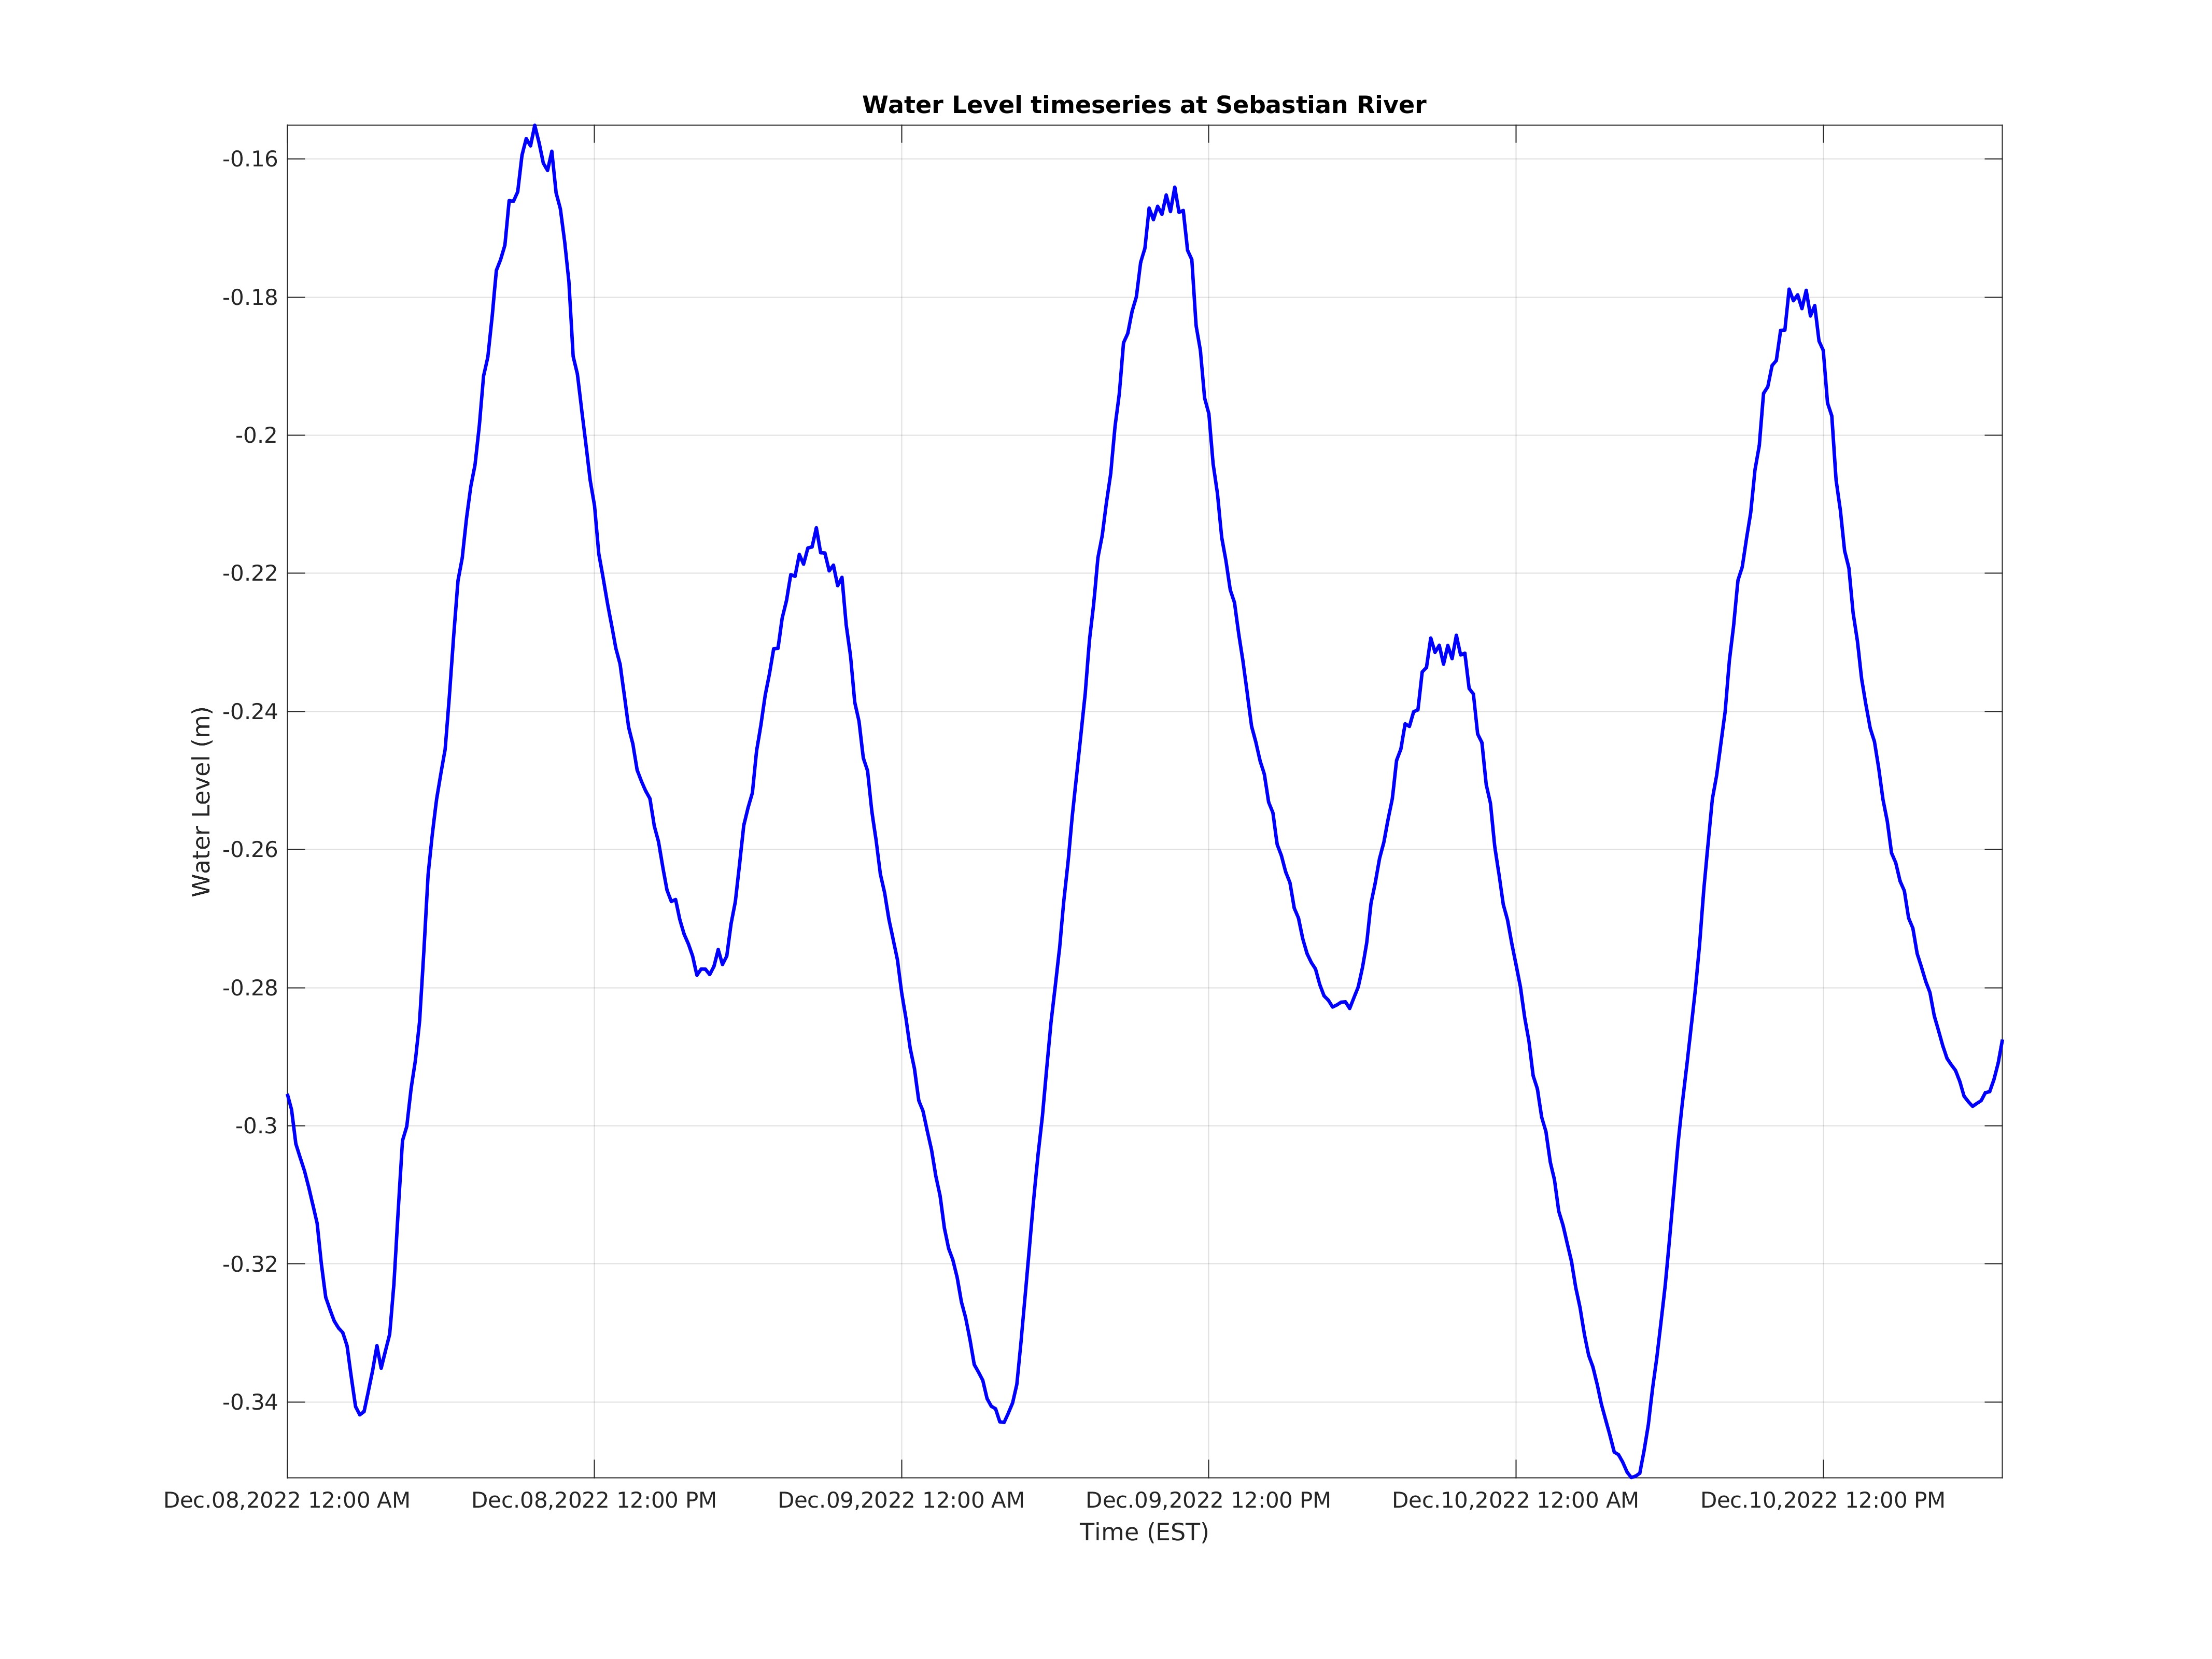 Water Level timeseries at Sebastian River
-0.16
-0.18
-0.2
-0.22
-0.24
-0.26
-0.28
-0.3
-0.32
-0.34
Water Level (m)
Dec.08,2022 12:00 AM
Dec.08,2022 12:00 PM
Dec.09,2022 12:00 AM
Dec.09,2022 12:00 PM
Dec.10,2022 12:00 AM
Dec.10,2022 12:00 PM
Time (EST)